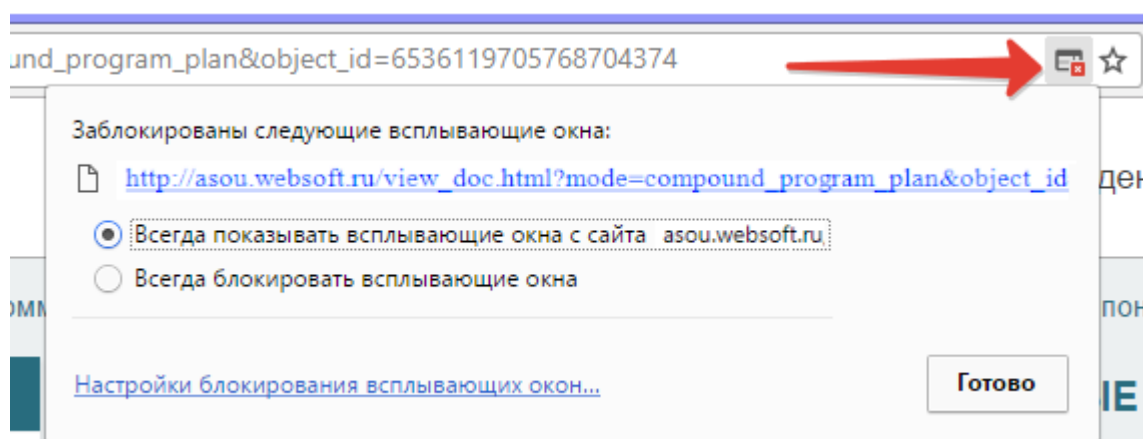 und_program_plan&object_id=6536119705768704374
Заблокированы следующие всплывающие окна:
http://asou.websoft.ru/view_doc.html?mode=compound_program_plan&object_id
Всегда показывать всплывающие окна с сайта asou.websoft.ru,
Всегда блокировать всплывающие окна
Настройки блокирования всплывающих окон...
Готово